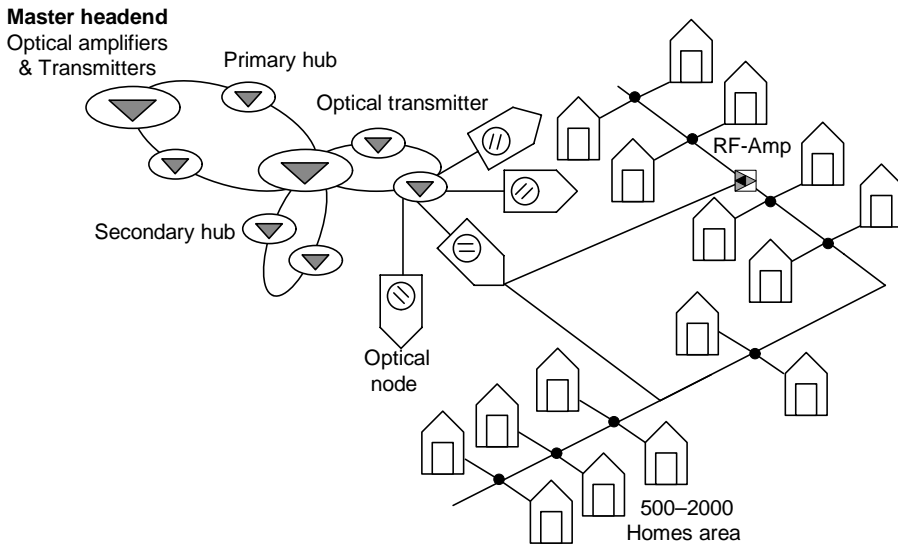 Master headend
Optical amplifiers
& Transmitters
Primary hub
Optical transmitter
RF-Amp
Secondary hub
Optical
node
500–2000
Homes area